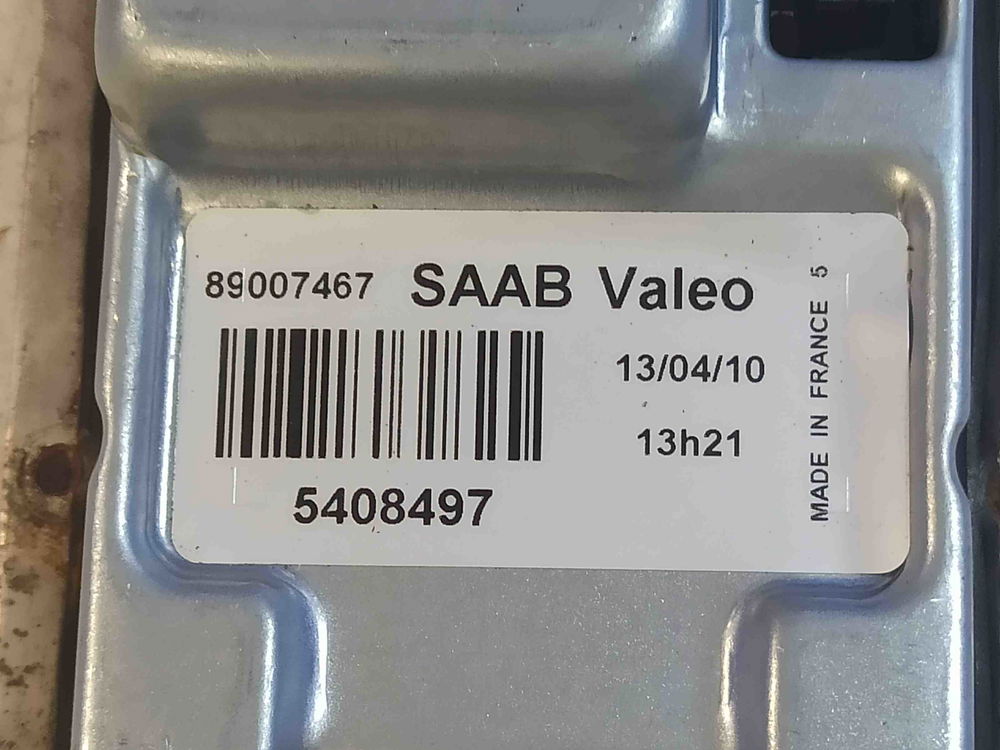 89007467 SAAB Valeo
13/04/10
13h21
5408497
MADE IN FRANCE 5